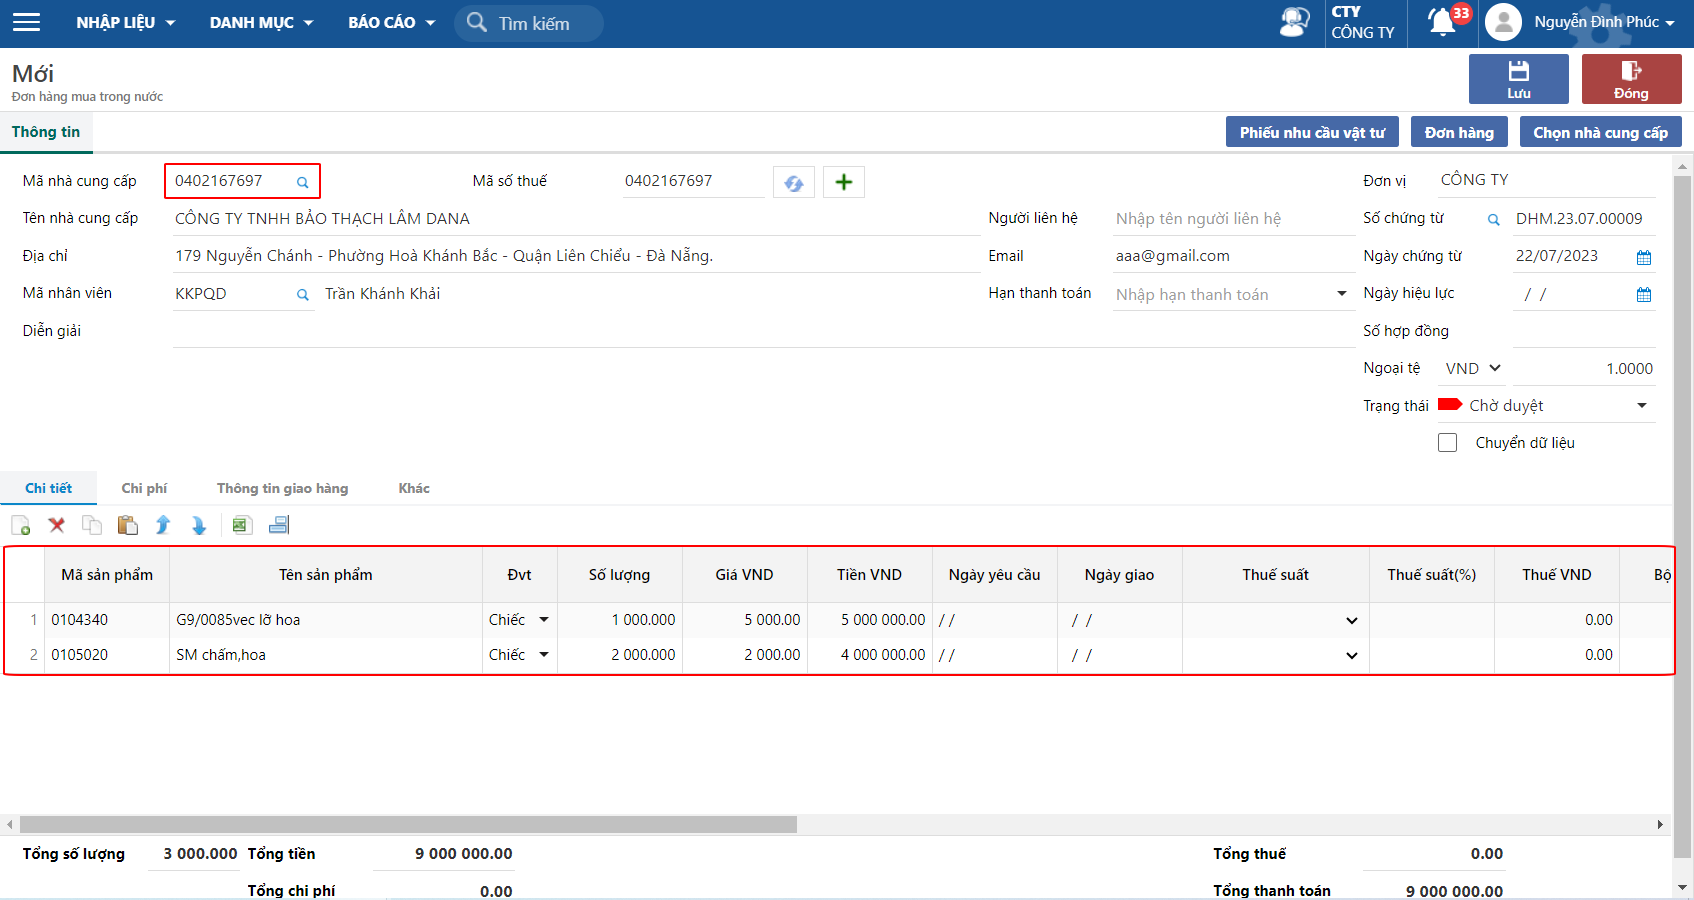 NHẬP LIỆU DANH MỤC BÁO CÁO Tìm kiếm CTY CÔNG TY 33 Nguyễn Đình Phúc
Mới
Đơn hàng mua trong nước
Lưu Đóng
Thông tin Phiếu nhu cầu vật tư Đơn hàng Chọn nhà cung cấp
Mã nhà cung cấp 0402167697 Mã số thuế 0402167697 Đơn vị CÔNG TY
Tên nhà cung cấp CÔNG TY TNHH BẢO THẠCH LÂM DANA Người liên hệ Nhập tên người liên hệ Số chứng từ DHM.23.07.00009
Địa chỉ 179 Nguyễn Chánh - Phường Hoà Khánh Bắc - Quận Liên Chiểu - Đà Nẵng. Email aaa@gmail.com Ngày chứng từ 22/07/2023
Mã nhân viên KKPQD Trần Khánh Khải Hạn thanh toán Nhập hạn thanh toán Ngày hiệu lực / /
Diễn giải Số hợp đồng
Ngoại tệ VND 1.0000
Trạng thái Chờ duyệt
Chuyển dữ liệu
Chi tiết Chi phí Thông tin giao hàng Khác
Mã sản phẩm Tên sản phẩm Đvt Số lượng Giá VND Tiền VND Ngày yêu cầu Ngày giao Thuế suất Thuế suất(%) Thuế VND Bộ
1 0104340 G9/0085vec lỡ hoa Chiếc 1 000.000 5 000.00 5 000 000.00 / / / / 0.00
2 0105020 SM chấm,hoa Chiếc 2 000.000 2 000.00 4 000 000.00 / / / / 0.00
Tổng số lượng 3 000.000 Tổng tiền 9 000 000.00 Tổng thuế 0.00
Tổng chi phí 0.00 Tổng thanh toán 9 000 000.00